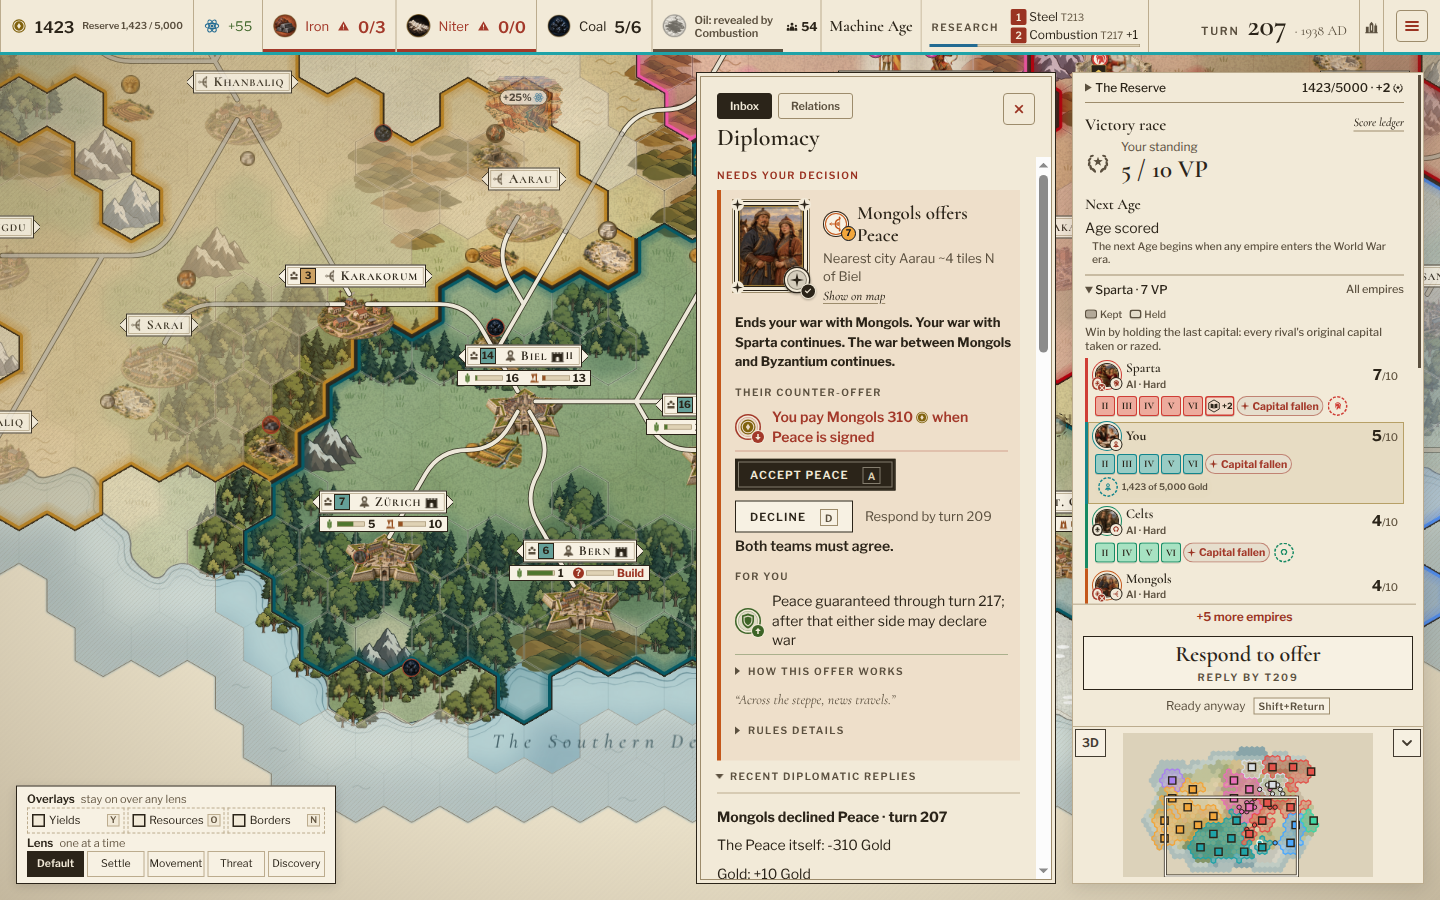 1423 Reserve 1,423 / 5,000 +55 Iron 0/3 Niter 0/0 Coal 5/6 Oil: revealed by Combustion 54 Machine Age
RESEARCH 1 Steel T213
2 Combustion T217 +1
TURN 207 · 1938 AD
Khanbaliq
+25%
Aarau
GDU
3 Karakorum
Sarai
14 Biel II
16 13
16
ALIQ
7 Zürich
5 10
6 Bern
1 ? Build
The Southern De
Overlays stay on over any lens
Yields Y Resources O Borders N
Lens one at a time
Default Settle Movement Threat Discovery
Inbox Relations ×
Diplomacy
NEEDS YOUR DECISION
7
Mongols offers
Peace
Nearest city Aarau ~4 tiles N
of Biel
Show on map
Ends your war with Mongols. Your war with
Sparta continues. The war between Mongols
and Byzantium continues.
THEIR COUNTER-OFFER
You pay Mongols 310 when
Peace is signed
ACCEPT PEACE A
DECLINE D Respond by turn 209
Both teams must agree.
FOR YOU
Peace guaranteed through turn 217;
after that either side may declare
war
HOW THIS OFFER WORKS
“Across the steppe, news travels.”
RULES DETAILS
RECENT DIPLOMATIC REPLIES
Mongols declined Peace · turn 207
The Peace itself: -310 Gold
Gold: +10 Gold
The Reserve 1423/5000 · +2
Victory race Score ledger
Your standing
5 / 10 VP
Next Age
Age scored
The next Age begins when any empire enters the World War
era.
Sparta · 7 VP All empires
Kept Held
Win by holding the last capital: every rival's original capital
taken or razed.
Sparta 7/10
AI · Hard
II III IV V VI +2 Capital fallen
You 5/10
II III IV V VI Capital fallen
1,423 of 5,000 Gold
Celts 4/10
AI · Hard
II IV V VI Capital fallen
Mongols 4/10
AI · Hard
+5 more empires
Respond to offer
REPLY BY T209
Ready anyway Shift+Return
3D